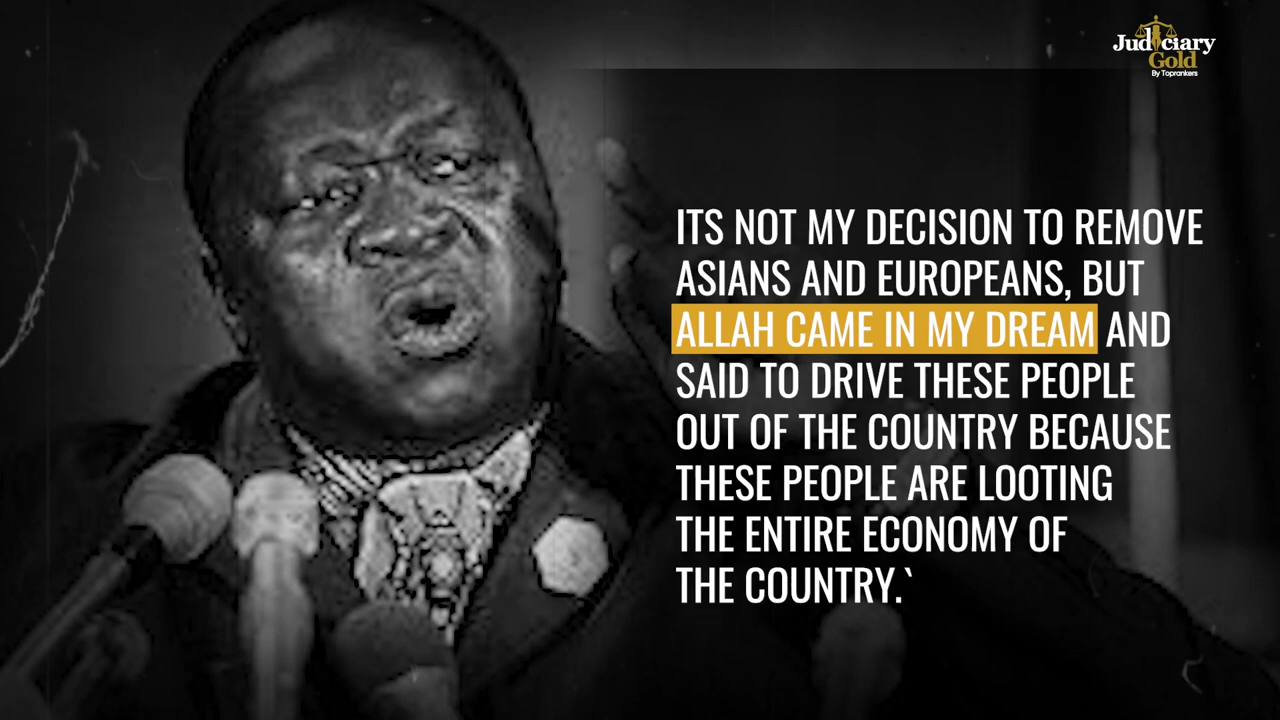 Judiciary
Gold
By Toprankers
ITS NOT MY DECISION TO REMOVE
ASIANS AND EUROPEANS, BUT
ALLAH CAME IN MY DREAM AND
SAID TO DRIVE THESE PEOPLE
OUT OF THE COUNTRY BECAUSE
THESE PEOPLE ARE LOOTING
THE ENTIRE ECONOMY OF
THE COUNTRY.`